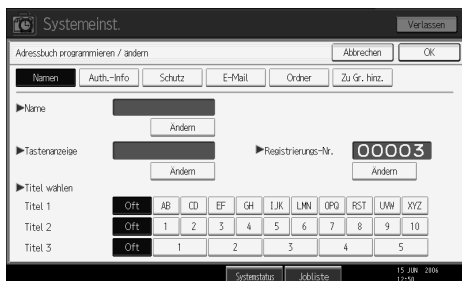 Systemeinst. Verlassen
Adressbuch programmieren / ändern Abbrechen OK
Namen Auth.-Info Schutz E-Mail Ordner Zu Gr. hinz.
►Name
Ändern
►Tastenanzeige ►Registrierungs-Nr. 00003
Ändern Ändern
►Titel wählen
Titel 1 Oft AB CD EF GH IJK LMN OPQ RST UVW XYZ
Titel 2 Oft 1 2 3 4 5 6 7 8 9 10
Titel 3 Oft 1 2 3 4 5
Systemstatus Jobliste 15 JUN 2006
12:50